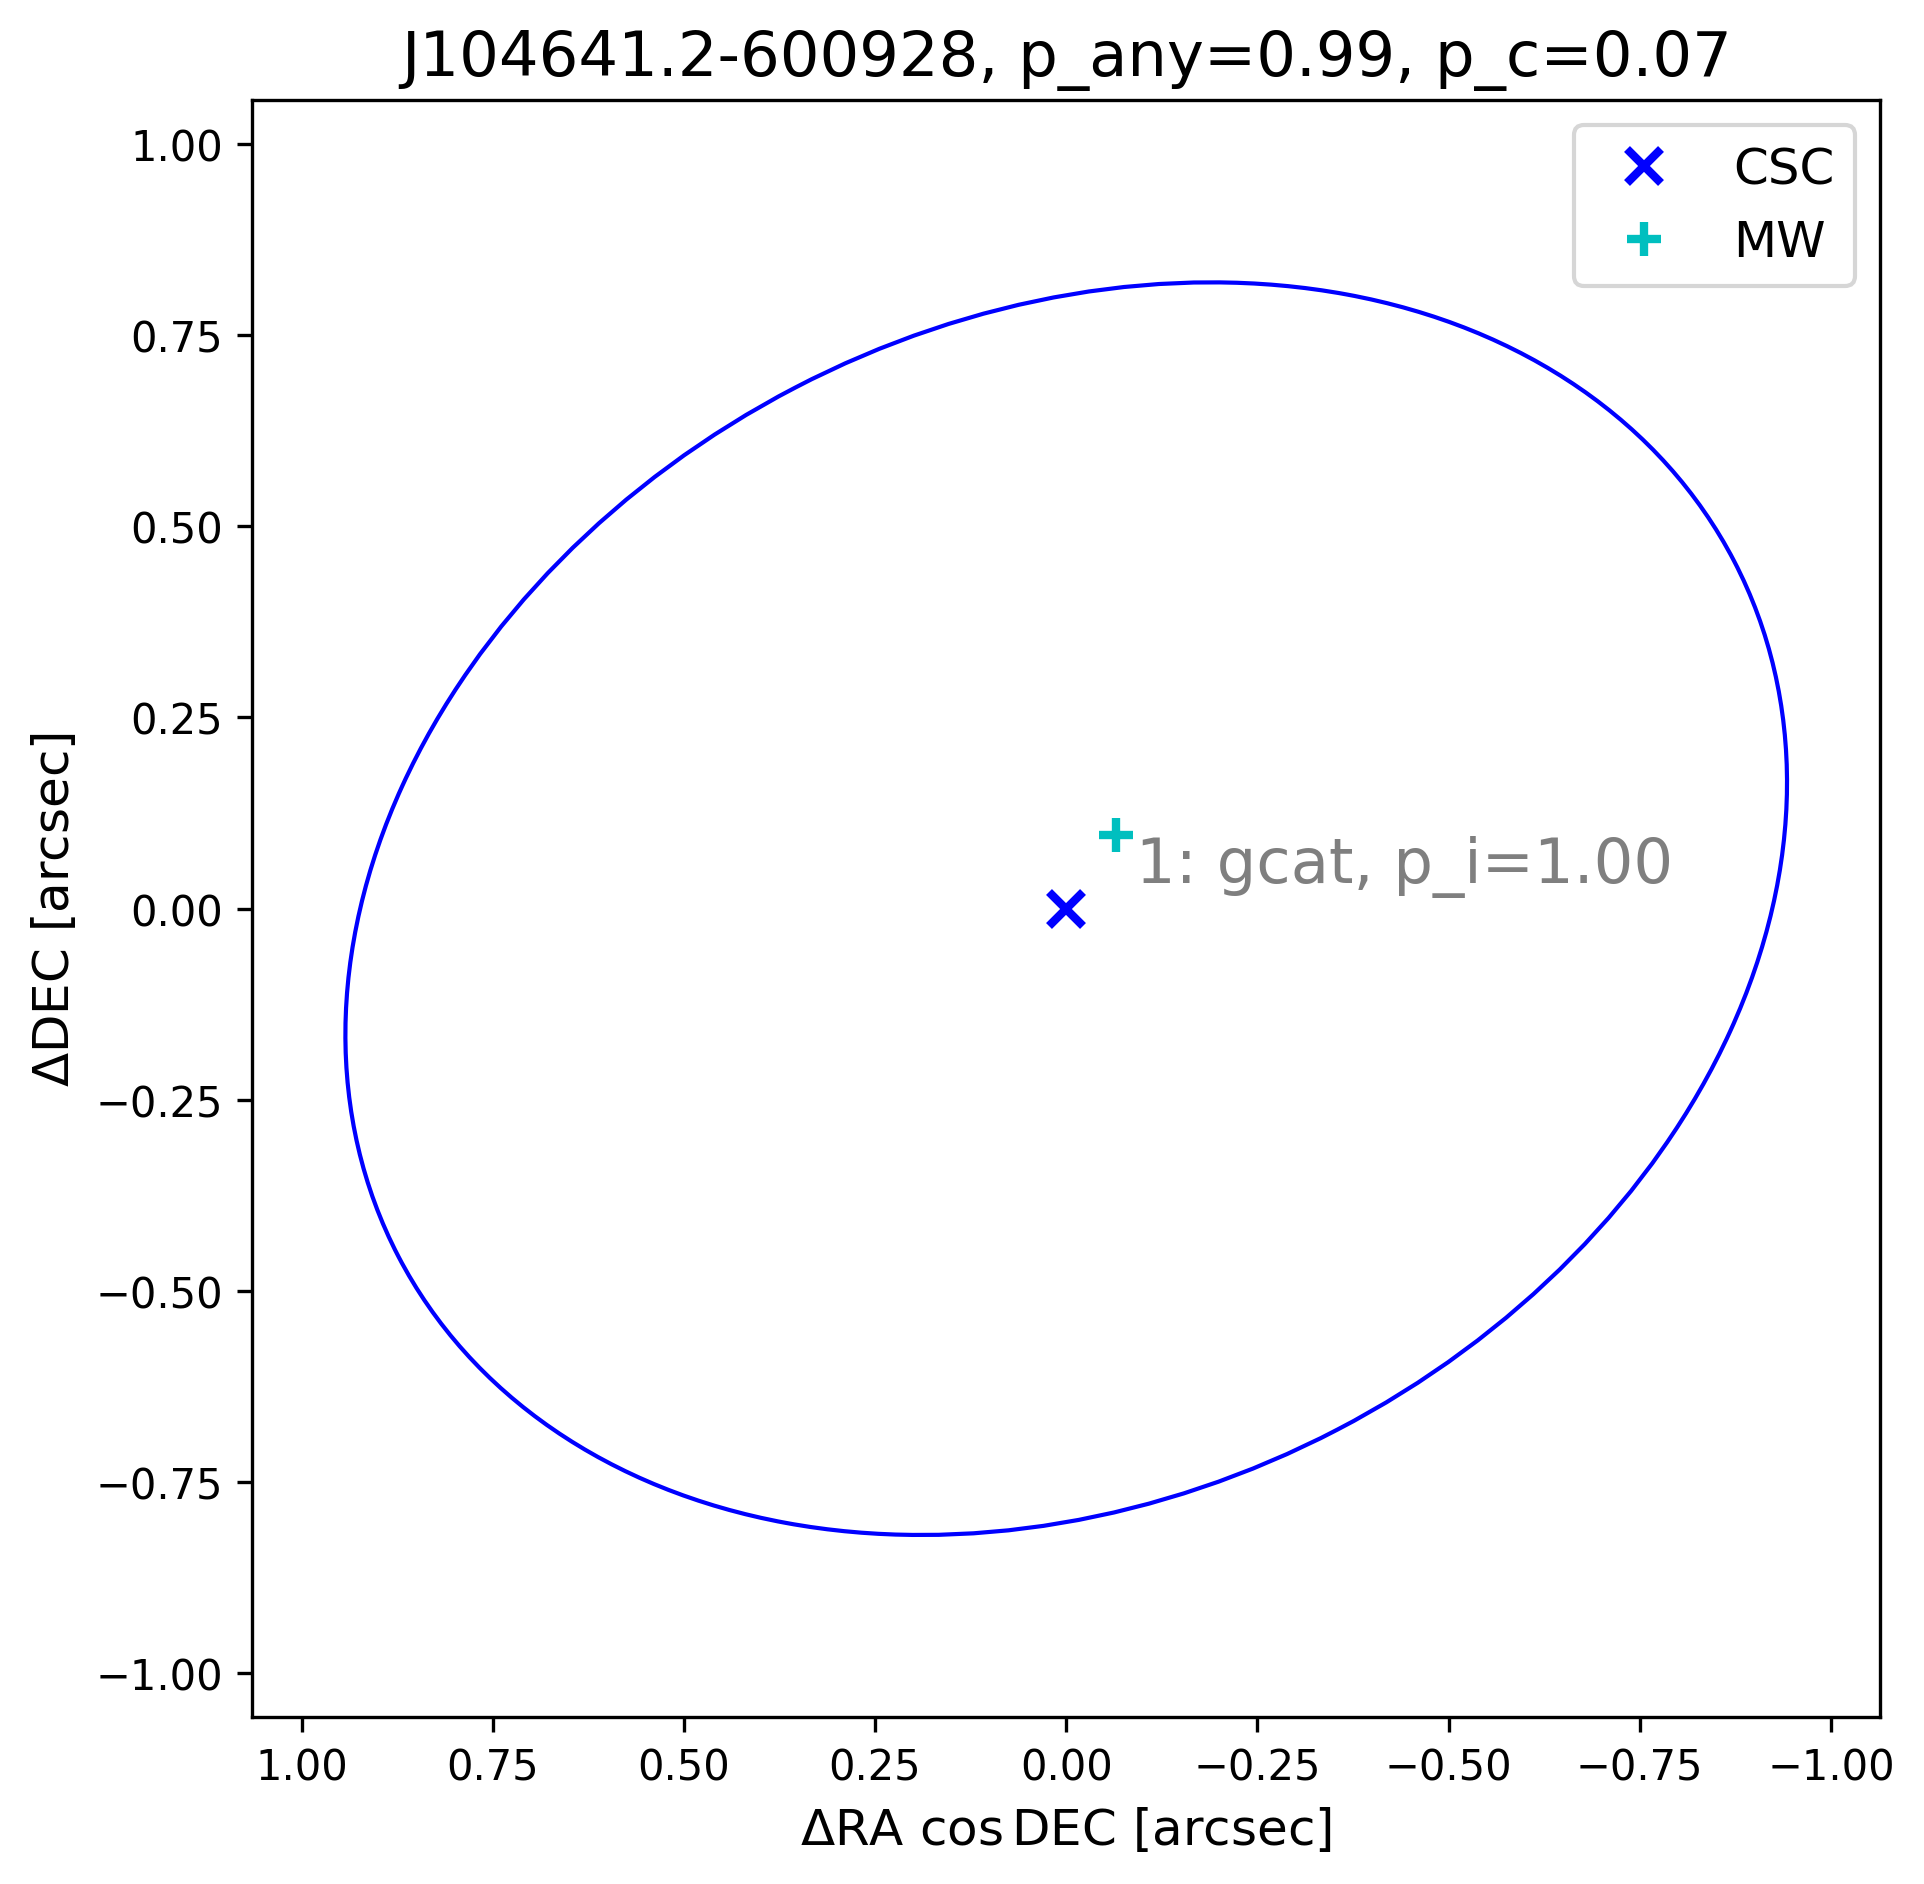 J104641.2-600928, p_any=0.99, p_c=0.07
CSC
MW
1.00
0.75
0.50
0.25
0.00
−0.25
−0.50
−0.75
−1.00
ΔDEC [arcsec]
1: gcat, p_i=1.00
1.00 0.75 0.50 0.25 0.00 −0.25 −0.50 −0.75 −1.00
ΔRA cos DEC [arcsec]